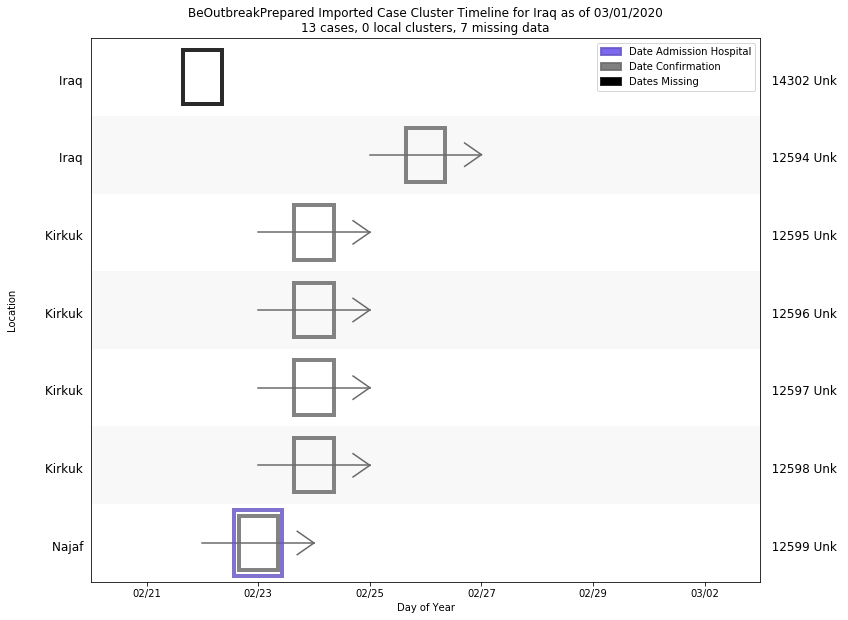 BeOutbreakPrepared Imported Case Cluster Timeline for Iraq as of 03/01/2020
13 cases, 0 local clusters, 7 missing data
Date Admission Hospital
Date Confirmation
Dates Missing
Iraq
14302 Unk
Iraq
12594 Unk
Kirkuk
12595 Unk
Kirkuk
12596 Unk
Kirkuk
12597 Unk
Kirkuk
12598 Unk
Najaf
12599 Unk
Location
02/21
02/23
02/25
02/27
02/29
03/02
Day of Year